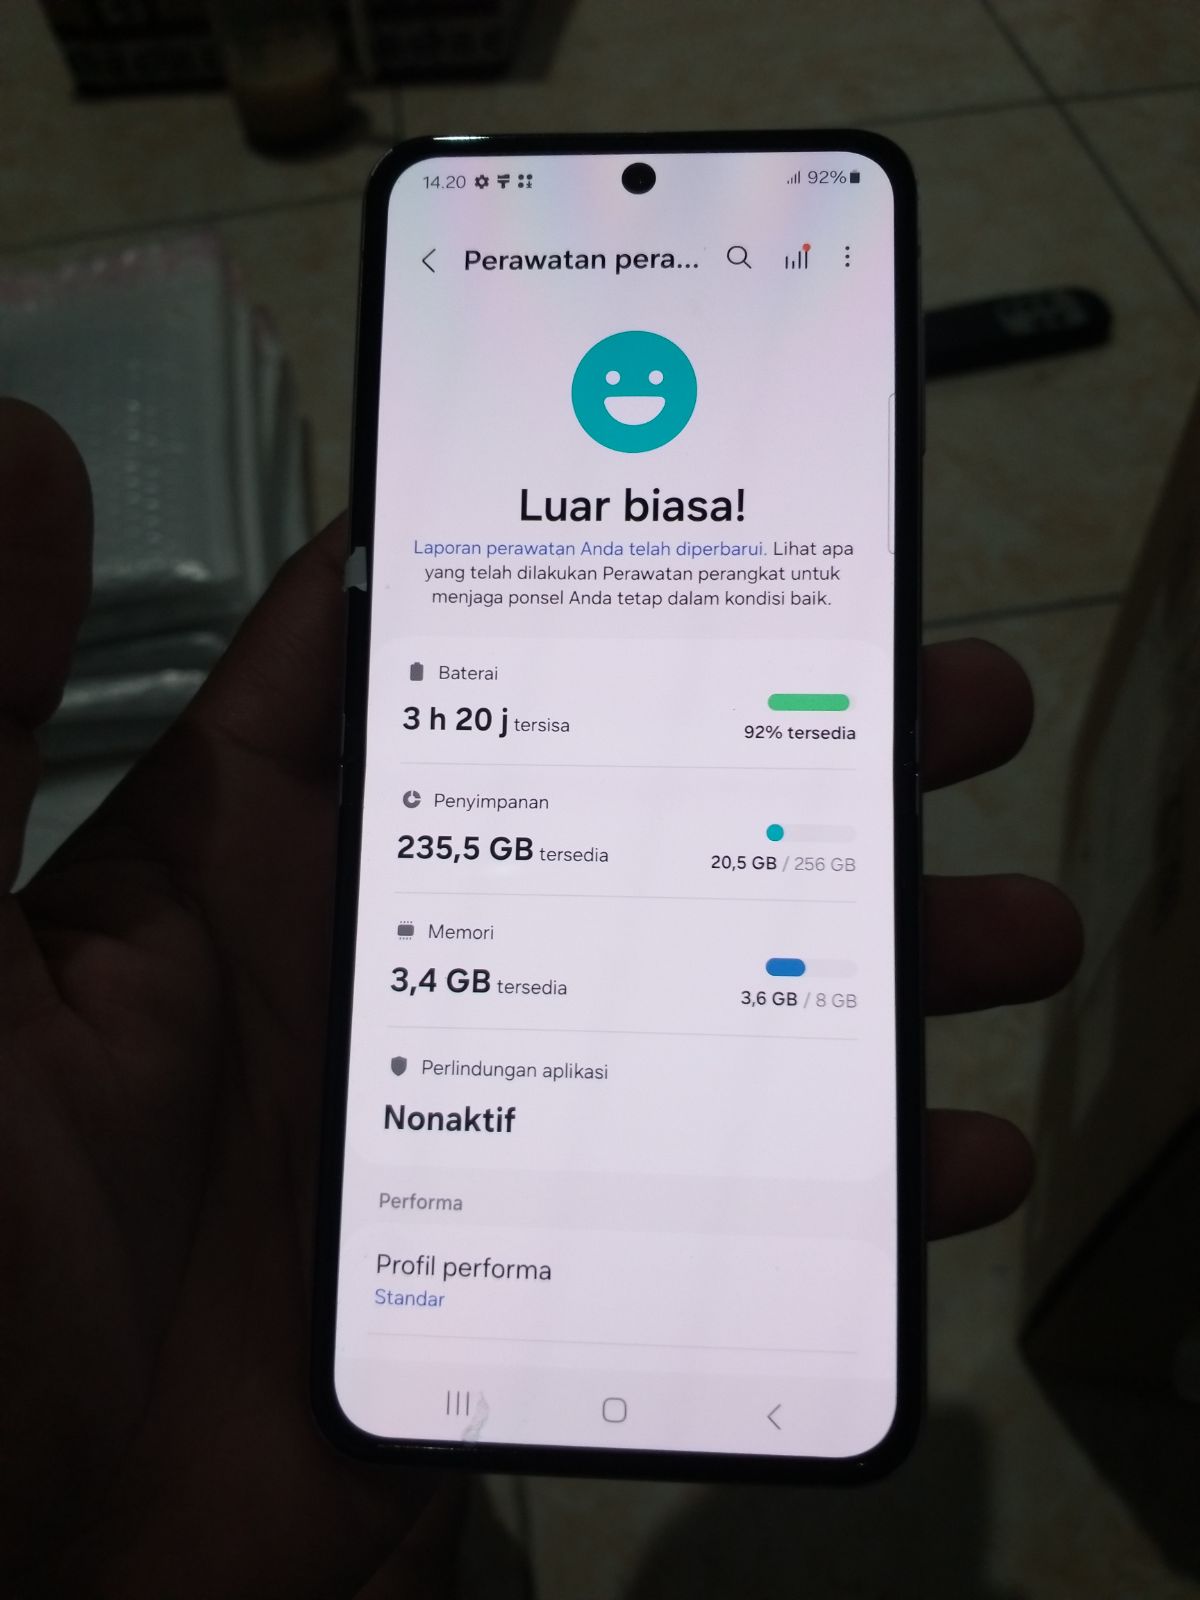 14.20 92%
Perawatan pera...
Luar biasa!
Laporan perawatan Anda telah diperbarui. Lihat apa
yang telah dilakukan Perawatan perangkat untuk
menjaga ponsel Anda tetap dalam kondisi baik.
Baterai
3 h 20 j tersisa
92% tersedia
Penyimpanan
235,5 GB tersedia
20,5 GB / 256 GB
Memori
3,4 GB tersedia
3,6 GB / 8 GB
Perlindungan aplikasi
Nonaktif
Performa
Profil performa
Standar